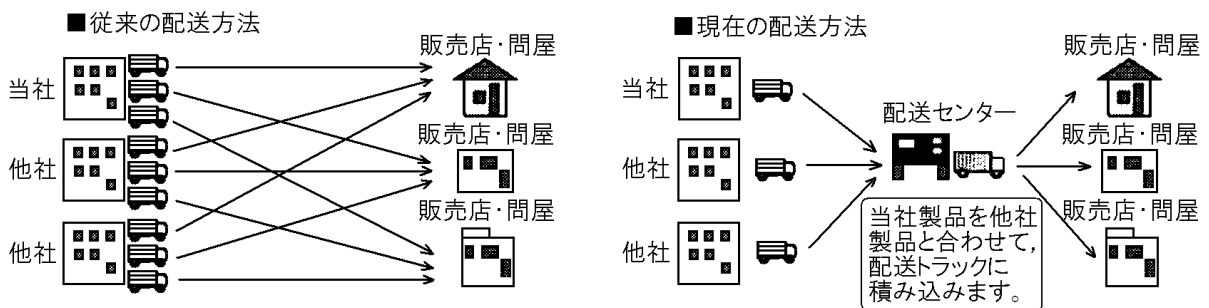 ■従来の配送方法
販売店・問屋
当社
販売店・問屋
他社
販売店・問屋
他社
■現在の配送方法
販売店・問屋
当社
配送センター
販売店・問屋
他社
販売店・問屋
当社製品を他社
製品と合わせて,
配送トラックに
積み込みます。
他社